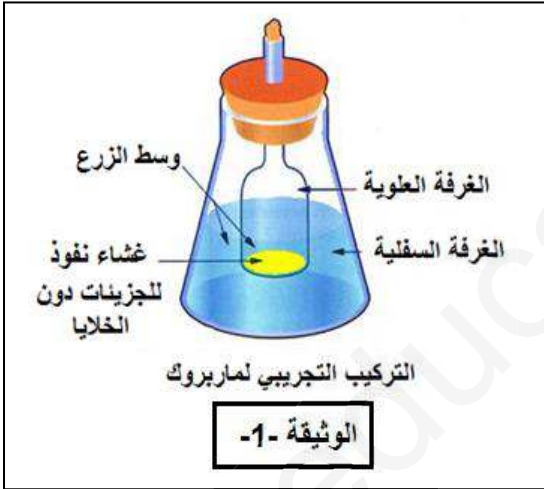 وسط الزرع
الغرفة العلوية
غشاء نفوذ
للجزيئات دون
الخلايا
الغرفة السفلية
التركيب التجريبي لماربروك
الوثيقة -1-